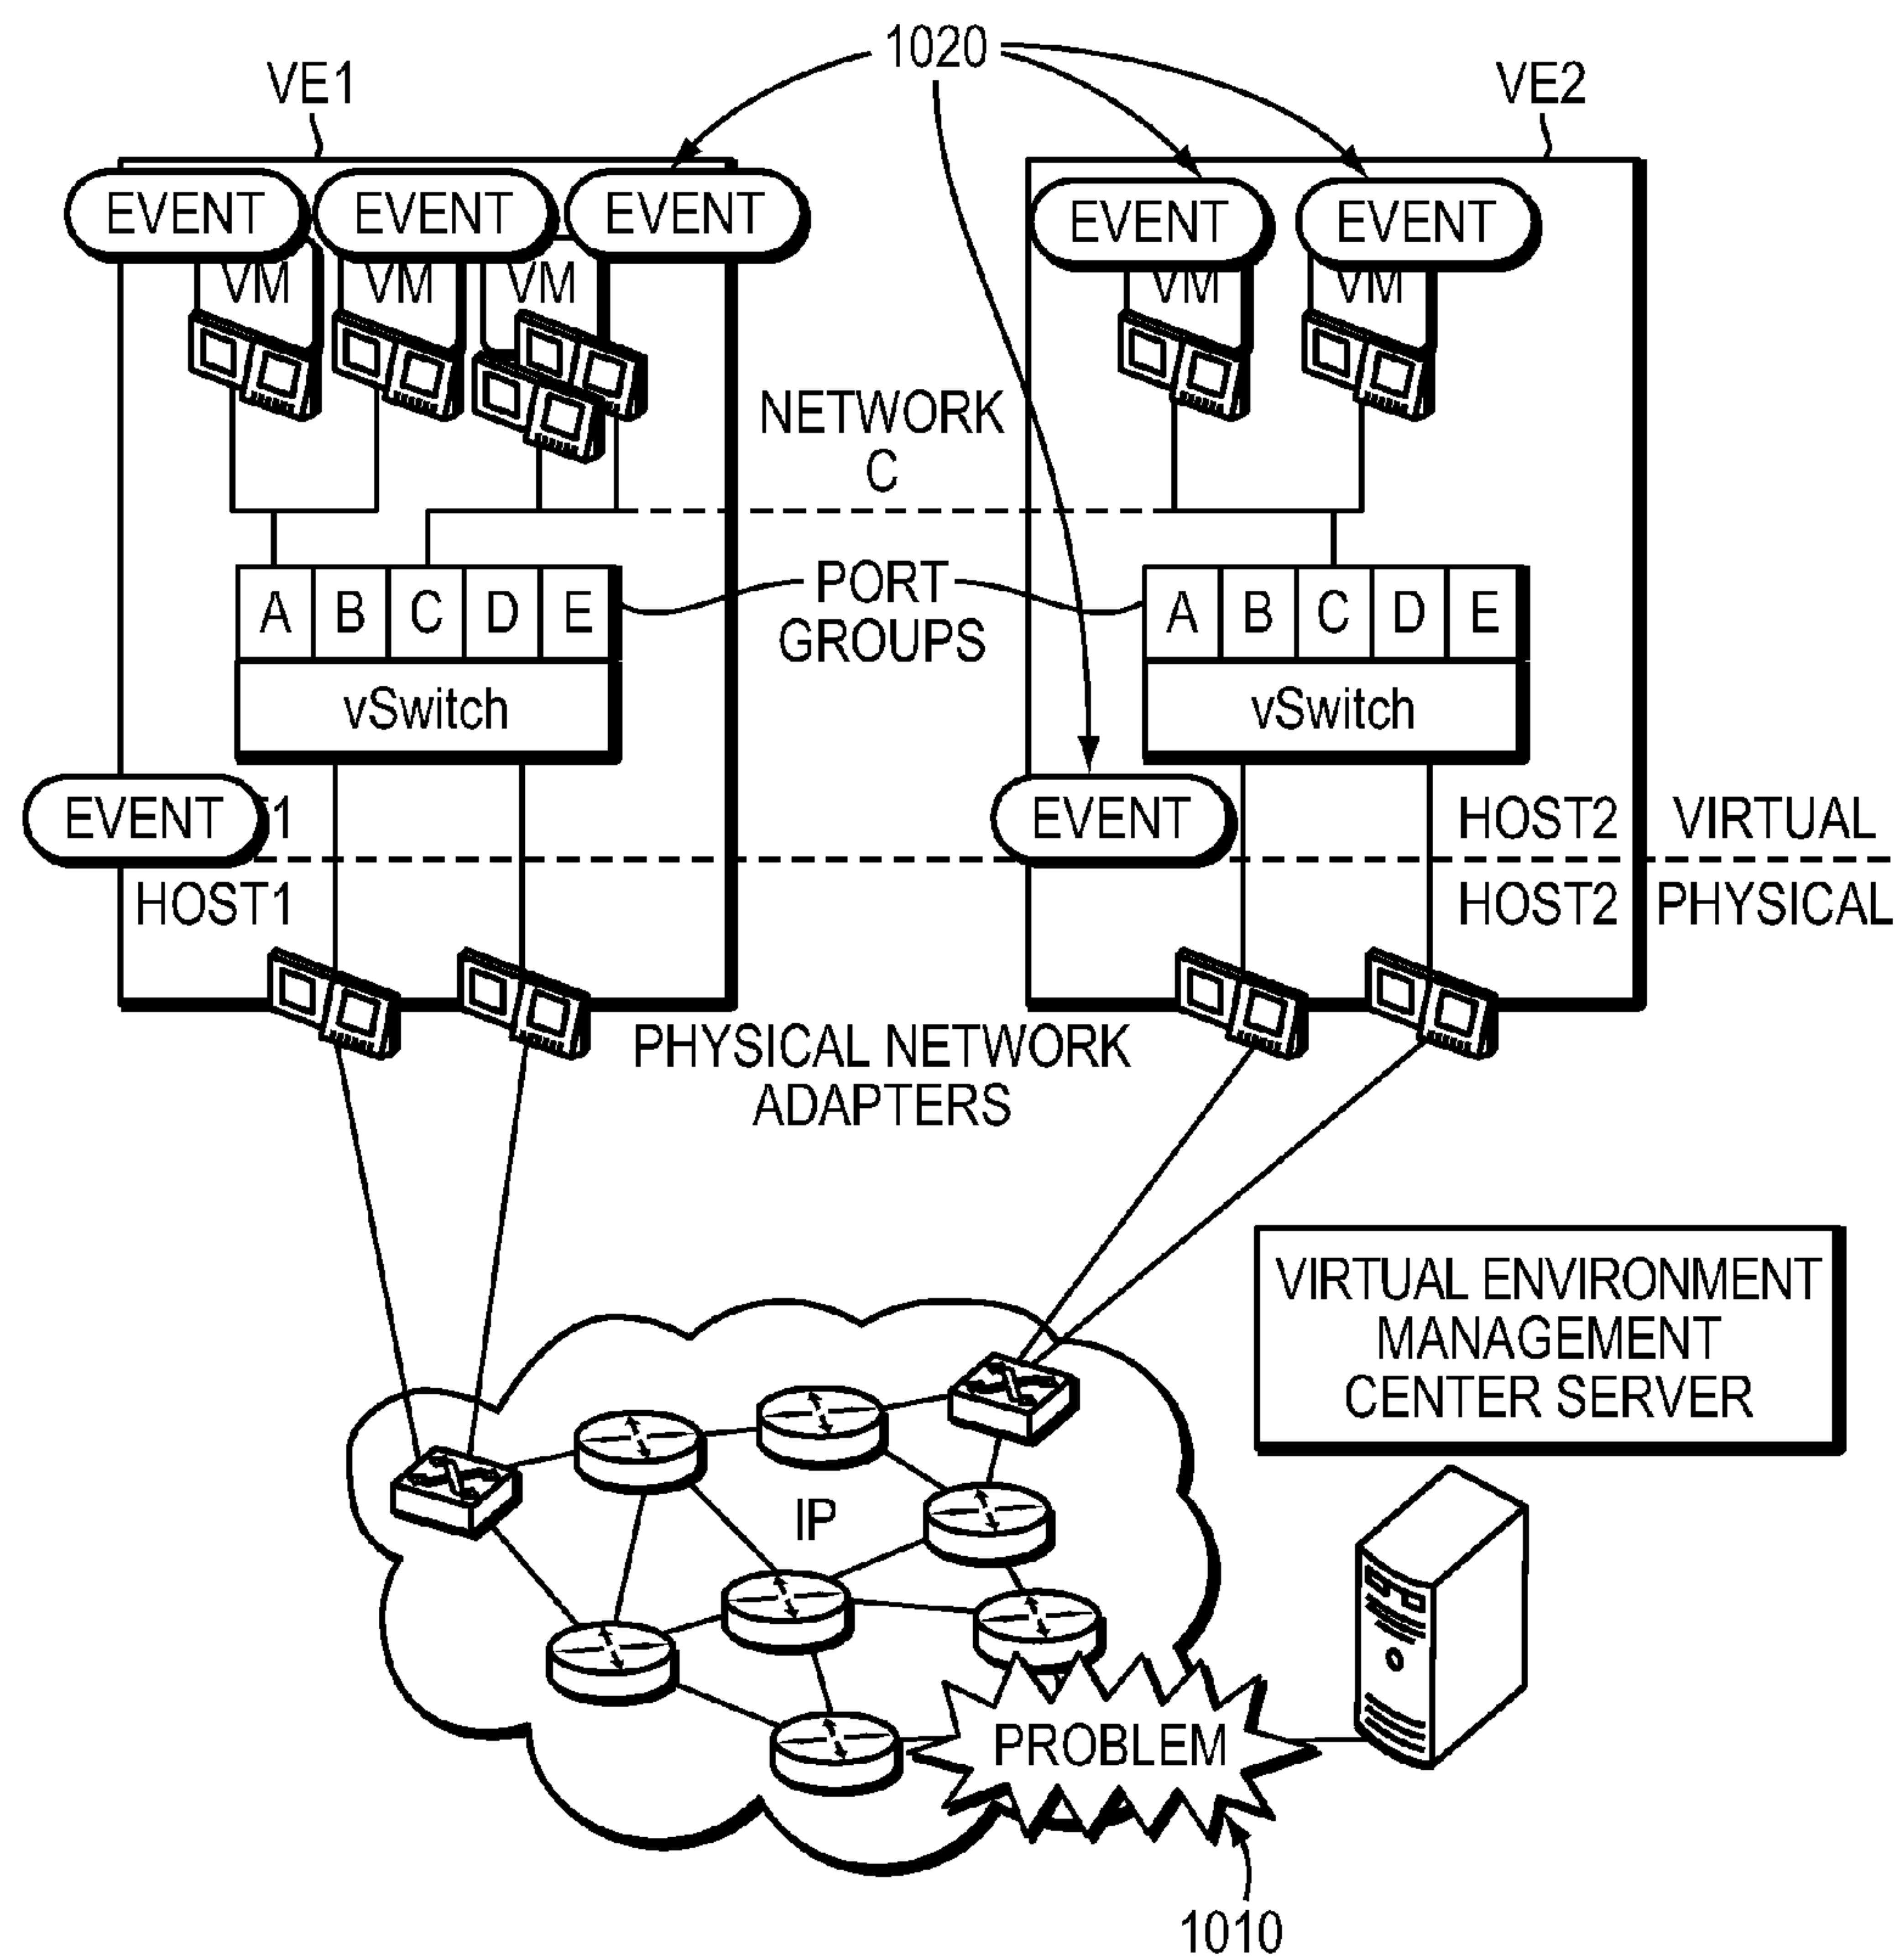 1020
VE1
VE2
EVENT
EVENT
EVENT
EVENT
EVENT
VM
VM
VM
VM
VM
NETWORK
C
PORT
GROUPS
A B C D E
vSwitch
A B C D E
vSwitch
EVENT 1
EVENT
HOST2 VIRTUAL
HOST1
HOST2 PHYSICAL
PHYSICAL NETWORK
ADAPTERS
VIRTUAL ENVIRONMENT
MANAGEMENT
CENTER SERVER
IP
PROBLEM
1010